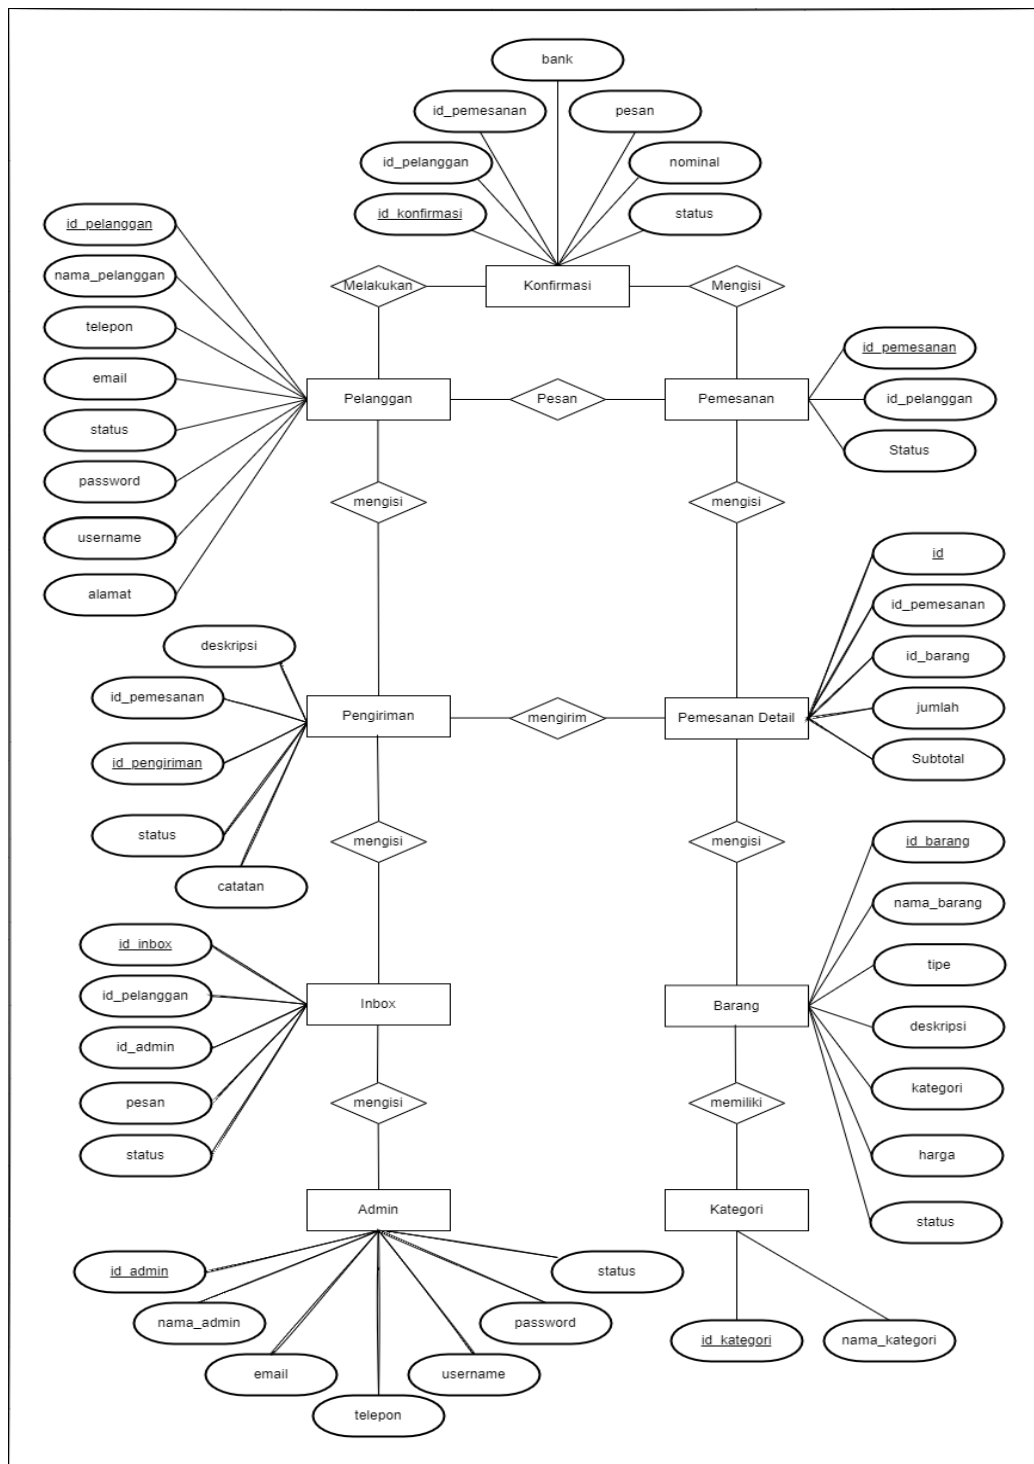 bank
id_pemesanan
pesan
id_pelanggan
nominal
id_konfirmasi
status
Melakukan
Konfirmasi
Mengisi
id_pelanggan
nama_pelanggan
telepon
email
status
password
username
alamat
Pelanggan
Pesan
Pemesanan
id_pemesanan
id_pelanggan
Status
mengisi
mengisi
id
id_pemesanan
id_barang
jumlah
Subtotal
deskripsi
id_pemesanan
id_pengiriman
status
catatan
Pengiriman
mengirim
Pemesanan Detail
mengisi
mengisi
id_barang
nama_barang
tipe
deskripsi
kategori
harga
status
id_inbox
id_pelanggan
id_admin
pesan
status
Inbox
Barang
mengisi
memiliki
Admin
Kategori
id_admin
nama_admin
email
telepon
username
password
status
id_kategori
nama_kategori